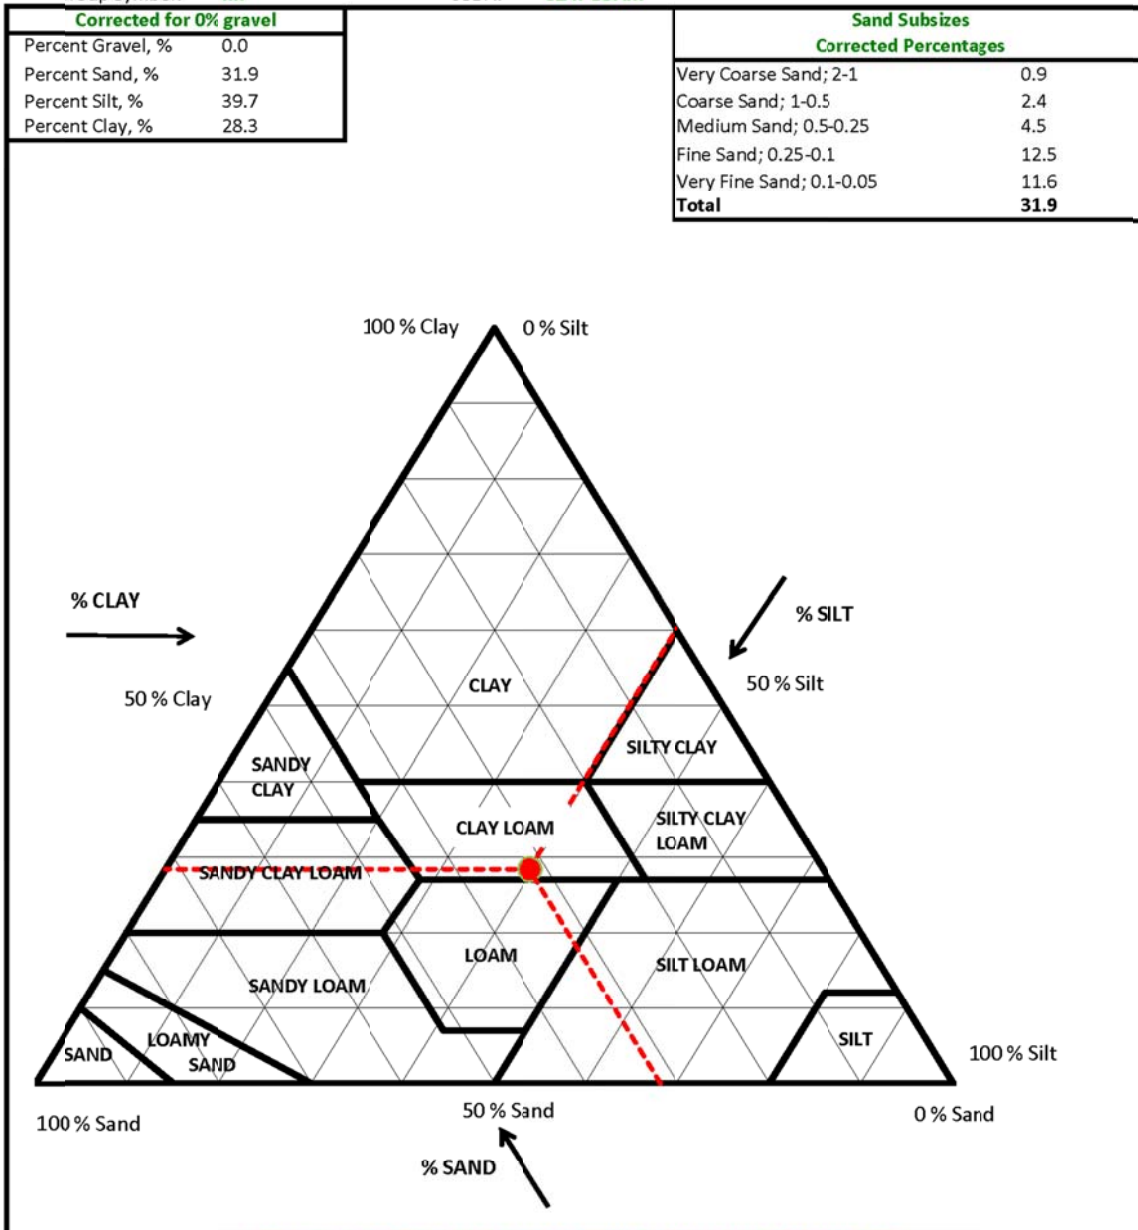 Corrected for 0% gravel
Percent Gravel, % 0.0
Percent Sand, % 31.9
Percent Silt, % 39.7
Percent Clay, % 28.3
Sand Subsizes
Corrected Percentages
Very Coarse Sand; 2-1 0.9
Coarse Sand; 1-0.5 2.4
Medium Sand; 0.5-0.25 4.5
Fine Sand; 0.25-0.1 12.5
Very Fine Sand; 0.1-0.05 11.6
Total 31.9
100 % Clay 0 % Silt
% CLAY
% SILT
50 % Clay
CLAY
50 % Silt
SILTY CLAY
SANDY
CLAY
CLAY LOAM
SILTY CLAY
LOAM
SANDY CLAY LOAM
LOAM
SILT LOAM
SANDY LOAM
LOAMY
SAND
SAND
SILT
100 % Silt
100 % Sand
50 % Sand
0 % Sand
% SAND